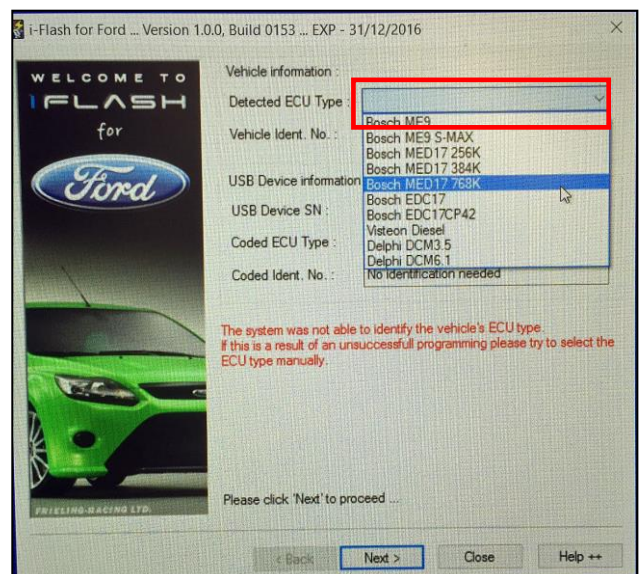 i-Flash for Ford ... Version 1.0.0, Build 0153 ... EXP - 31/12/2016
WELCOME TO
IFLASH
for
Ford
FRIESLING-RACING LTD.
Vehicle information :
Detected ECU Type :
Bosch ME9
Vehicle Ident. No. :
Bosch ME9 S-MAX
Bosch MED17 256K
Bosch MED17 384K
USB Device information
Bosch MED17 768K
Bosch EDC17
USB Device SN :
Bosch EDC17CP42
Visteon Diesel
Coded ECU Type :
Delphi DCM3.5
Delphi DCM6.1
Coded Ident. No. :
No identification needed
The system was not able to identify the vehicle's ECU type.
If this is a result of an unsuccessfull programming please try to select the
ECU type manually.
Please click 'Next' to proceed ...
< Back
Next >
Close
Help ++